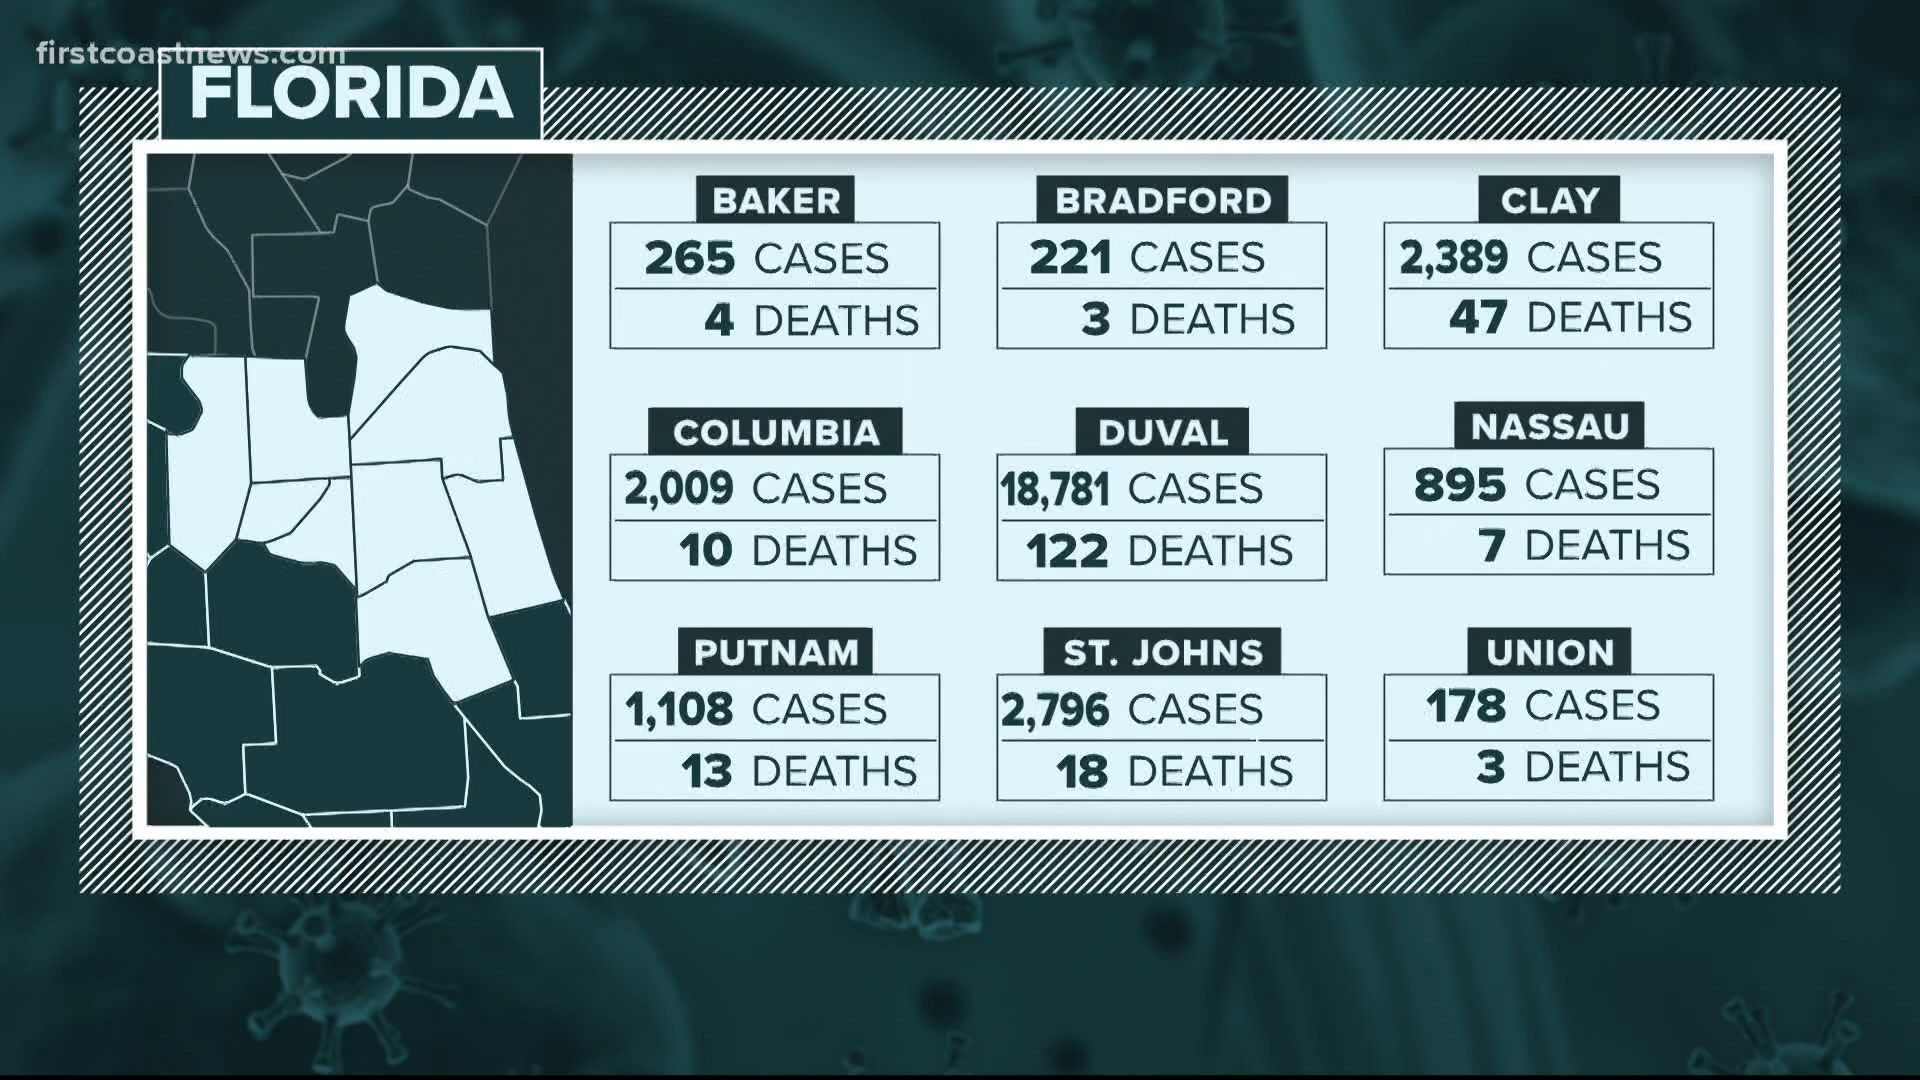 firstcoastnews.com
FLORIDA
BAKER
265 CASES
4 DEATHS
BRADFORD
221 CASES
3 DEATHS
CLAY
2,389 CASES
47 DEATHS
COLUMBIA
2,009 CASES
10 DEATHS
DUVAL
18,781 CASES
122 DEATHS
NASSAU
895 CASES
7 DEATHS
PUTNAM
1,108 CASES
13 DEATHS
ST. JOHNS
2,796 CASES
18 DEATHS
UNION
178 CASES
3 DEATHS